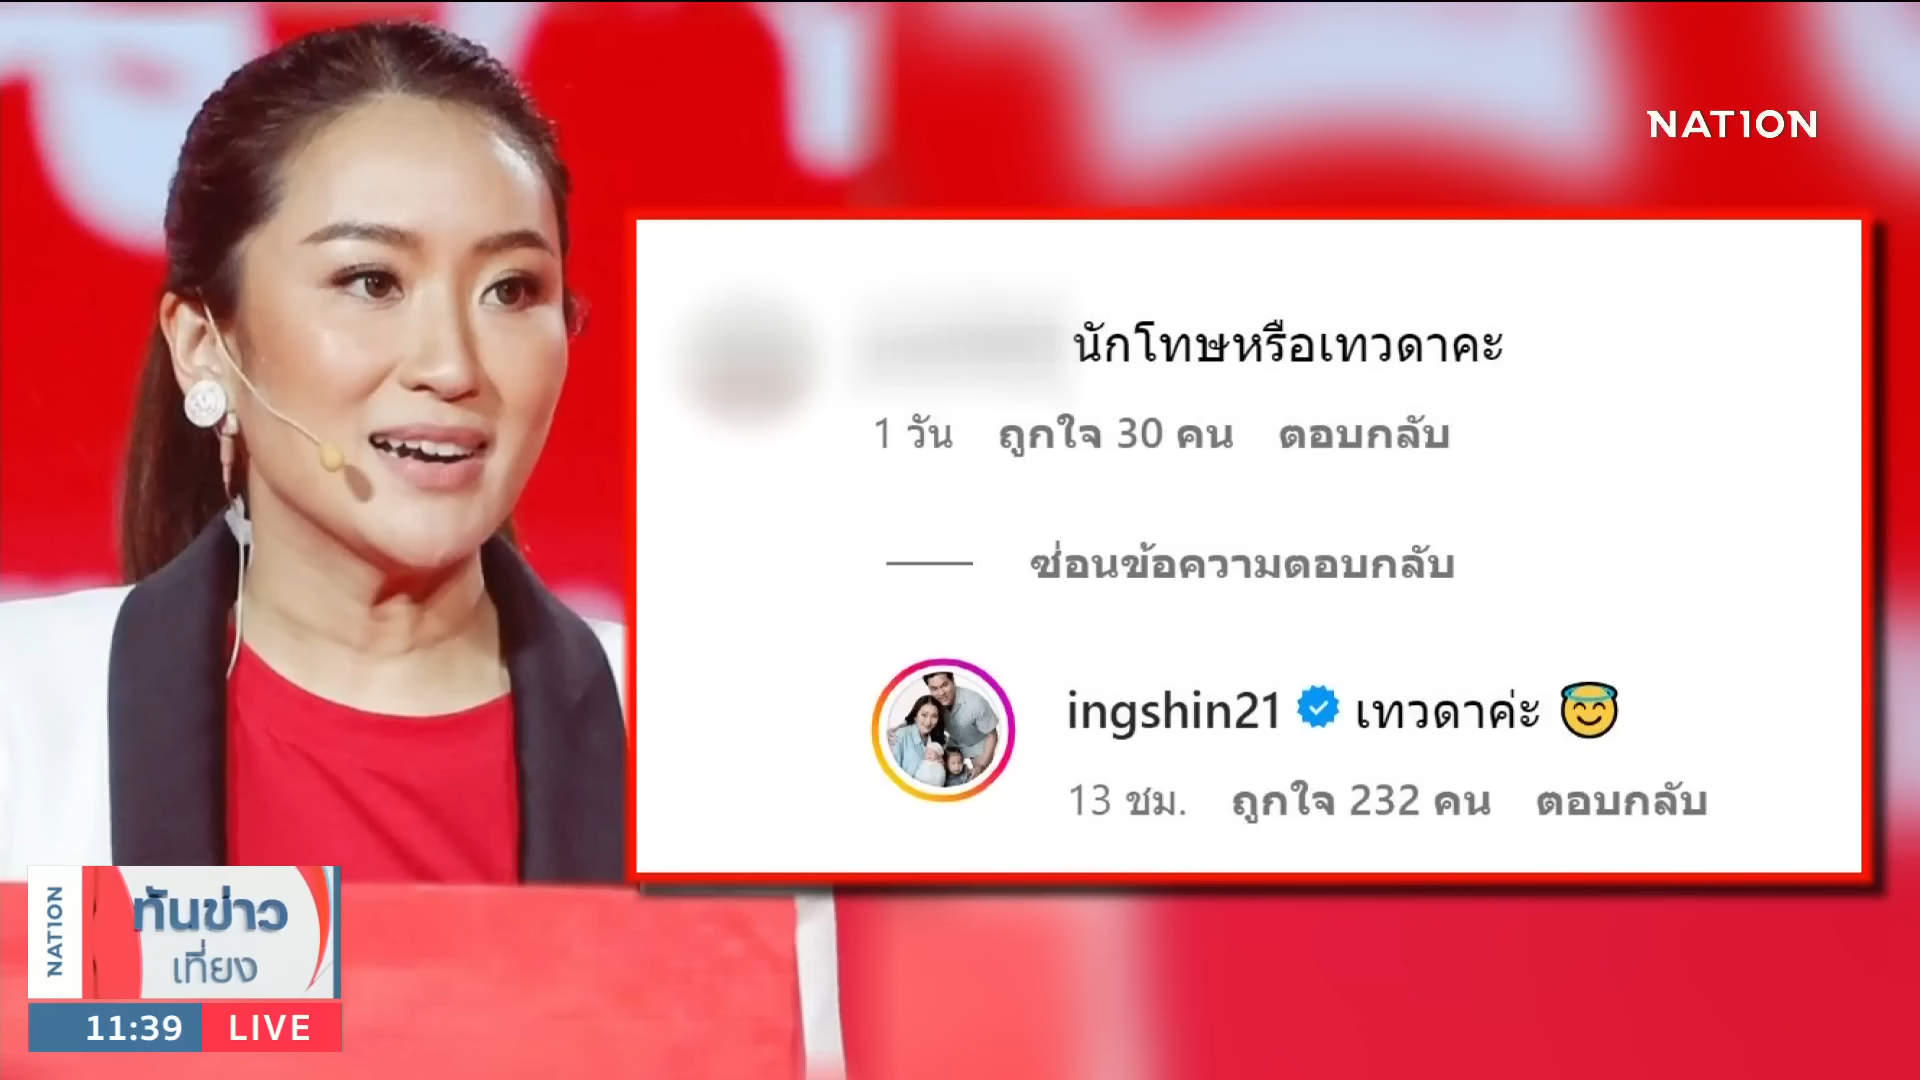 NATION
นักโทษหรือเทวดาคะ
1 วัน ถูกใจ 30 คน ตอบกลับ
ซ่อนข้อความตอบกลับ
ingshin21 เทวดาค่ะ 😇
13 ชม. ถูกใจ 232 คน ตอบกลับ
NATION
ทันข่าว
เที่ยง
11:39 LIVE